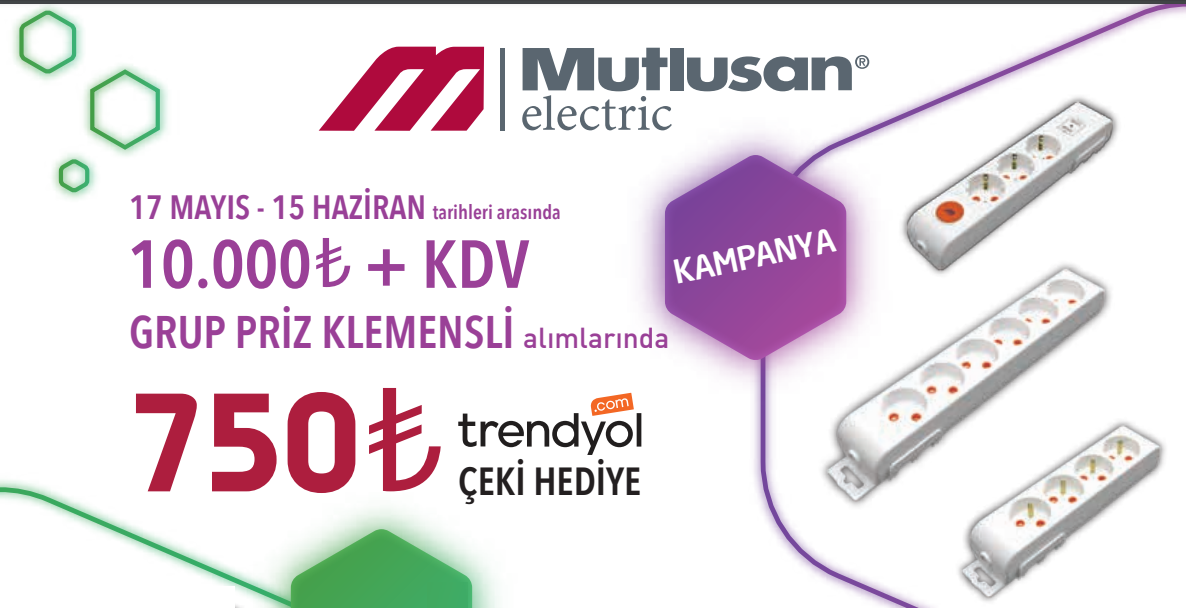 Mutlusan®
electric
17 MAYIS - 15 HAZİRAN tarihleri arasında
10.000₺ + KDV
GRUP PRİZ KLEMENSLİ alımlarında
750₺ trendyol.com
ÇEKİ HEDİYE
KAMPANYA